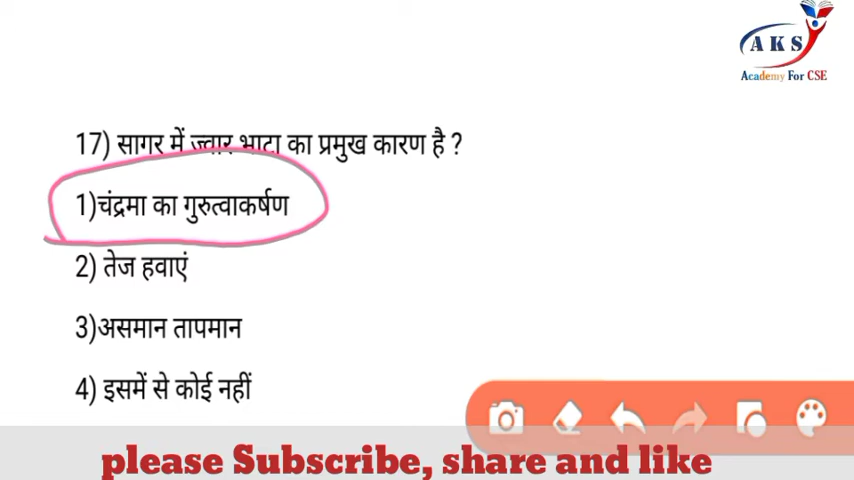 AKS
Academy For CSE
17) सागर में ज्वार भाटा का प्रमुख कारण है ?
1)चंद्रमा का गुरुत्वाकर्षण
2) तेज हवाएं
3)असमान तापमान
4) इसमें से कोई नहीं
please Subscribe, share and like